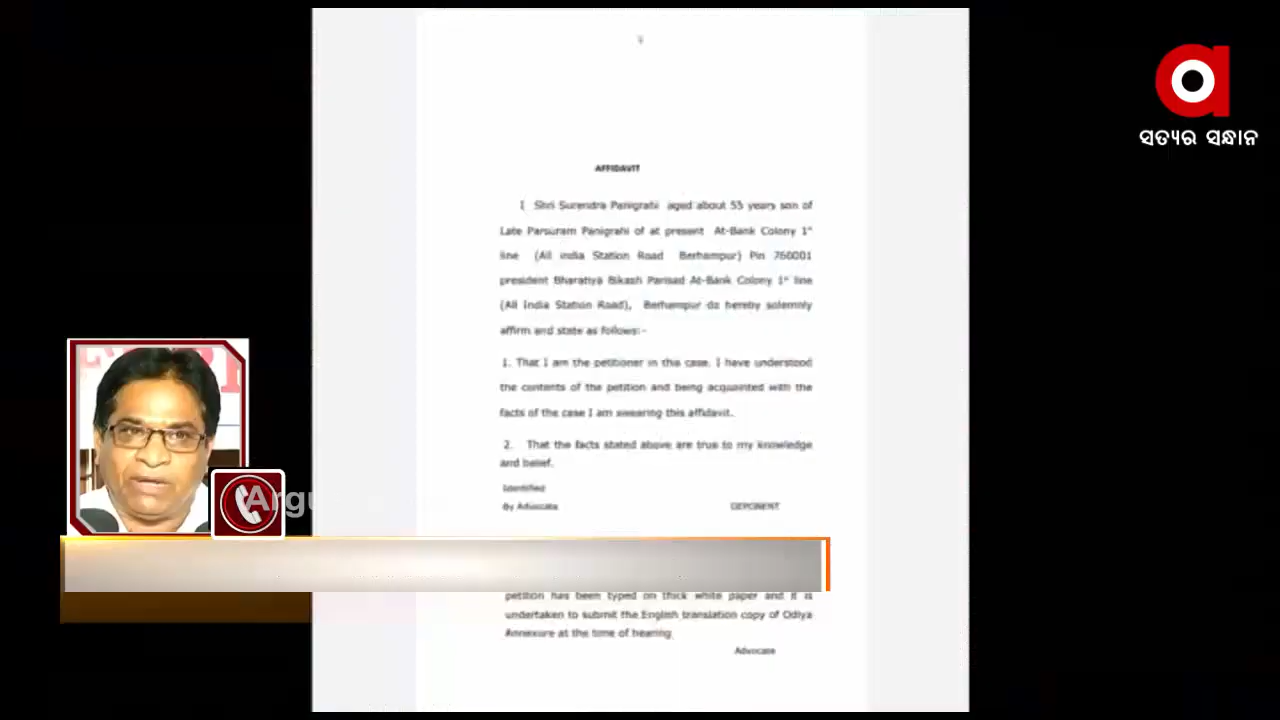 ସତ୍ୟର ସନ୍ଧାନ
AFFIDAVIT
I Shri Surendra Panigrahi aged about 53 years son of
Late Parsuram Panigrahi of at present At-Bank Colony 1st
line (All india Station Road Berhampur) Pin 760001
president Bharatiya Bikash Parisad At-Bank Colony 1st line
(All India Station Road), Berhampur do hereby solemnly
affirm and state as follows:-
1. That I am the petitioner in this case. I have understood
the contents of the petition and being acquainted with the
facts of the case I am swearing this affidavit.
2. That the facts stated above are true to my knowledge
and belief.
Identified
By Advocate
DEPONENT
Argu
petition has been typed on thick white paper and it is
undertaken to submit the English translation copy of Odiya
Annexure at the time of hearing
Advocate